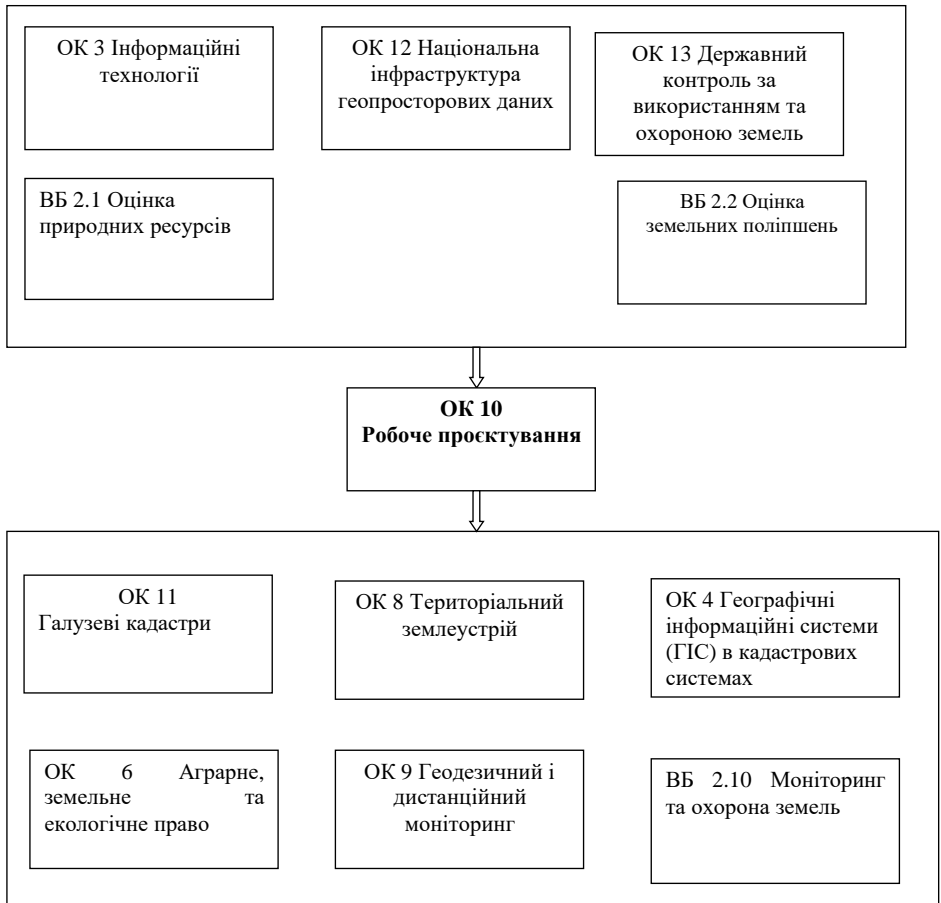 ОК 3 Інформаційні
технології
ОК 12 Національна
інфраструктура
геопросторових даних
ОК 13 Державний
контроль за
використанням та
охороною земель
ВБ 2.1 Оцінка
природних ресурсів
ВБ 2.2 Оцінка
земельних поліпшень
ОК 10
Робоче проєктування
ОК 11
Галузеві кадастри
ОК 8 Територіальний
землеустрій
ОК 4 Географічні
інформаційні системи
(ГІС) в кадастрових
системах
ОК 6 Аграрне,
земельне та
екологічне право
ОК 9 Геодезичний і
дистанційний
моніторинг
ВБ 2.10 Моніторинг
та охорона земель